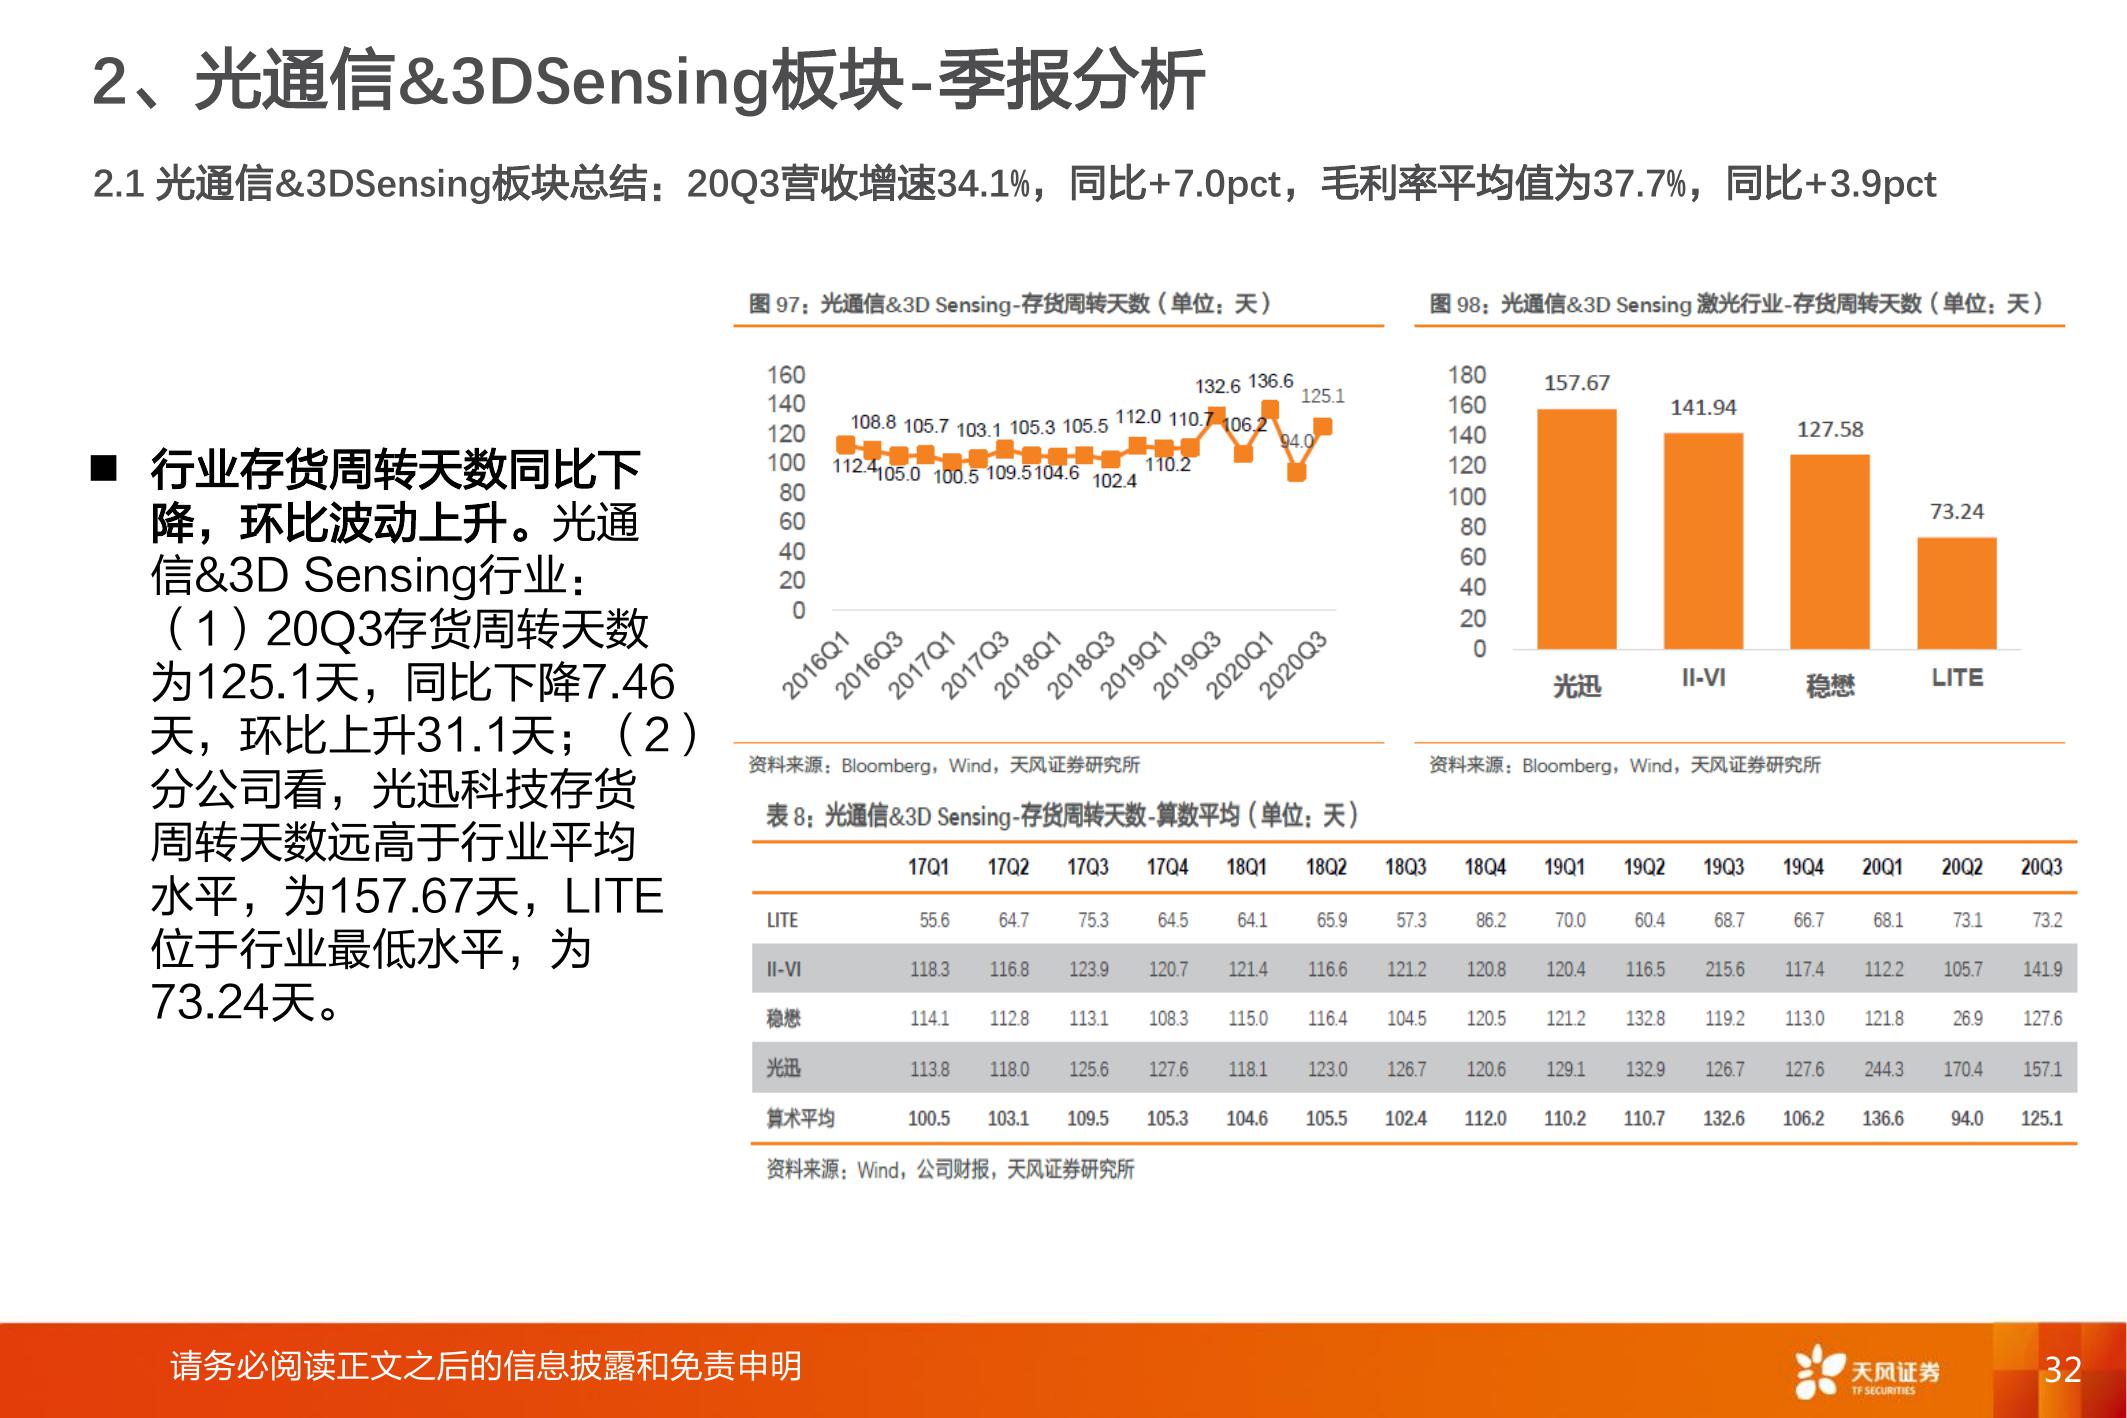 2、光通信&3DSensing板块-季报分析
2.1 光通信&3DSensing板块总结：20Q3营收增速34.1%，同比+7.0pct，毛利率平均值为37.7%，同比+3.9pct
■ 行业存货周转天数同比下
降，环比波动上升。光通
信&3D Sensing行业：
（1）20Q3存货周转天数
为125.1天，同比下降7.46
天，环比上升31.1天；（2）
分公司看，光迅科技存货
周转天数远高于行业平均
水平，为157.67天，LITE
位于行业最低水平，为
73.24天。
图 97：光通信&3D Sensing-存货周转天数（单位：天）
160
140
120
100
80
60
40
20
0
112.4
108.8
105.0
105.7
100.5
103.1
109.5
105.3
104.6
105.5
102.4
112.0
110.2
110.7
132.6
106.2
136.6
94.0
125.1
2016Q1
2016Q3
2017Q1
2017Q3
2018Q1
2018Q3
2019Q1
2019Q3
2020Q1
2020Q3
资料来源：Bloomberg，Wind，天风证券研究所
图 98：光通信&3D Sensing 激光行业-存货周转天数（单位：天）
180
160
140
120
100
80
60
40
20
0
157.67
141.94
127.58
73.24
光迅 II-VI 稳懋 LITE
资料来源：Bloomberg，Wind，天风证券研究所
表 8：光通信&3D Sensing-存货周转天数-算数平均（单位：天）
17Q1 17Q2 17Q3 17Q4 18Q1 18Q2 18Q3 18Q4 19Q1 19Q2 19Q3 19Q4 20Q1 20Q2 20Q3
LITE 55.6 64.7 75.3 64.5 64.1 65.9 57.3 86.2 70.0 60.4 68.7 66.7 68.1 73.1 73.2
II-VI 118.3 116.8 123.9 120.7 121.4 116.6 121.2 120.8 120.4 116.5 215.6 117.4 112.2 105.7 141.9
稳懋 114.1 112.8 113.1 108.3 115.0 116.4 104.5 120.5 121.2 132.8 119.2 113.0 121.8 26.9 127.6
光迅 113.8 118.0 125.6 127.6 118.1 123.0 126.7 120.6 129.1 132.9 126.7 127.6 244.3 170.4 157.1
算术平均 100.5 103.1 109.5 105.3 104.6 105.5 102.4 112.0 110.2 110.7 132.6 106.2 136.6 94.0 125.1
资料来源：Wind，公司财报，天风证券研究所
请务必阅读正文之后的信息披露和免责申明
天风证券
TF SECURITIES
32